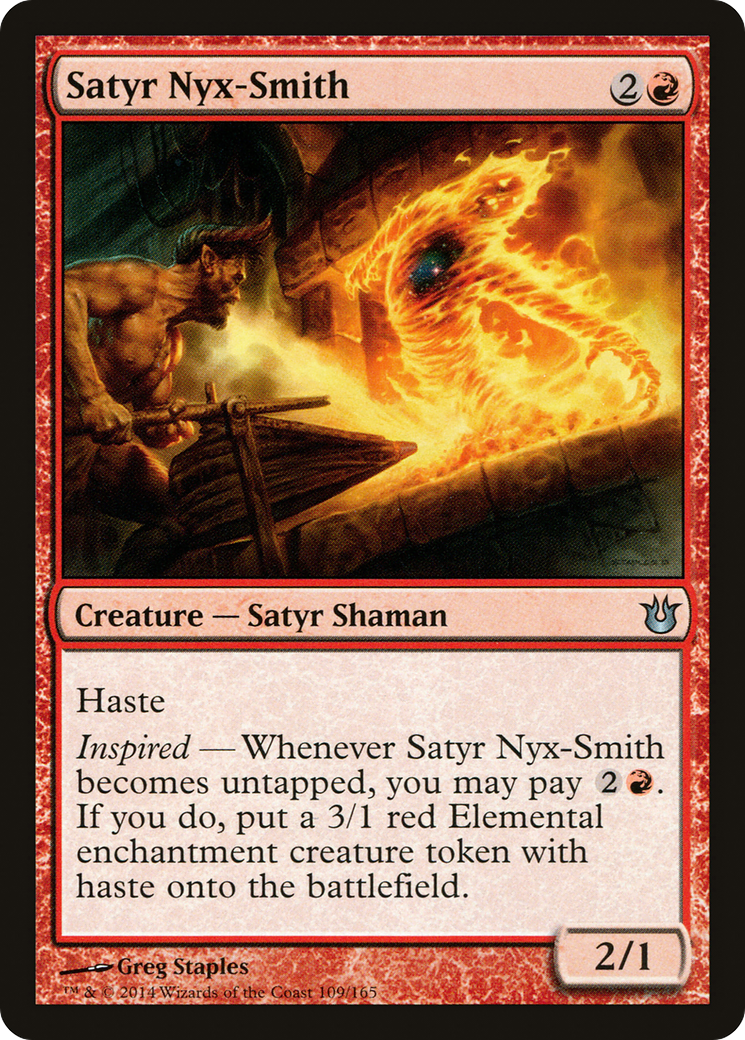 Satyr Nyx-Smith 2
Creature — Satyr Shaman
Haste
Inspired — Whenever Satyr Nyx-Smith
becomes untapped, you may pay 2 .
If you do, put a 3/1 red Elemental
enchantment creature token with
haste onto the battlefield.
2/1
Greg Staples
™ & © 2014 Wizards of the Coast 109/165